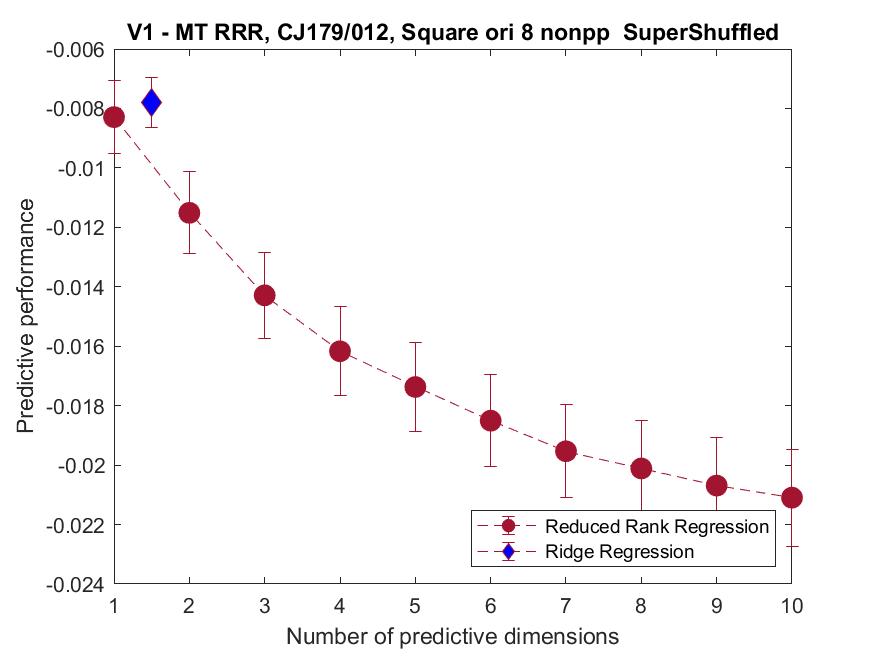 V1 - MT RRR, CJ179/012, Square ori 8 nonpp  SuperShuffled
-0.006
-0.008
-0.01
-0.012
-0.014
-0.016
-0.018
-0.02
-0.022
-0.024
Predictive performance
Reduced Rank Regression
Ridge Regression
1 2 3 4 5 6 7 8 9 10
Number of predictive dimensions